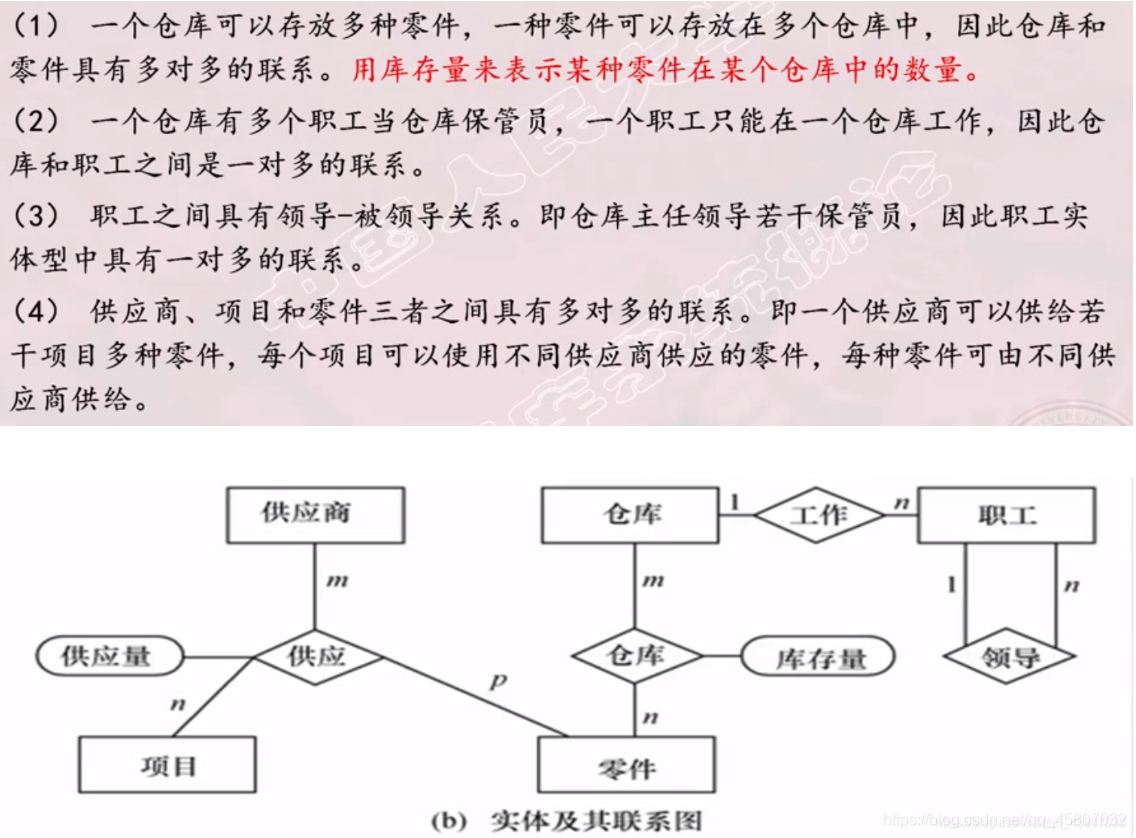 （1） 一个仓库可以存放多种零件，一种零件可以存放在多个仓库中，因此仓库和
零件具有多对多的联系。用库存量来表示某种零件在某个仓库中的数量。
（2） 一个仓库有多个职工当仓库保管员，一个职工只能在一个仓库工作，因此仓
库和职工之间是一对多的联系。
（3） 职工之间具有领导-被领导关系。即仓库主任领导若干保管员，因此职工实
体型中具有一对多的联系。
（4） 供应商、项目和零件三者之间具有多对多的联系。即一个供应商可以供给若
干项目多种零件，每个项目可以使用不同供应商供应的零件，每种零件可由不同供
应商供给。
供应商
仓库
1
工作
n
职工
m
m
1
n
供应量
供应
仓库
库存量
领导
n
p
n
项目
零件
(b) 实体及其联系图